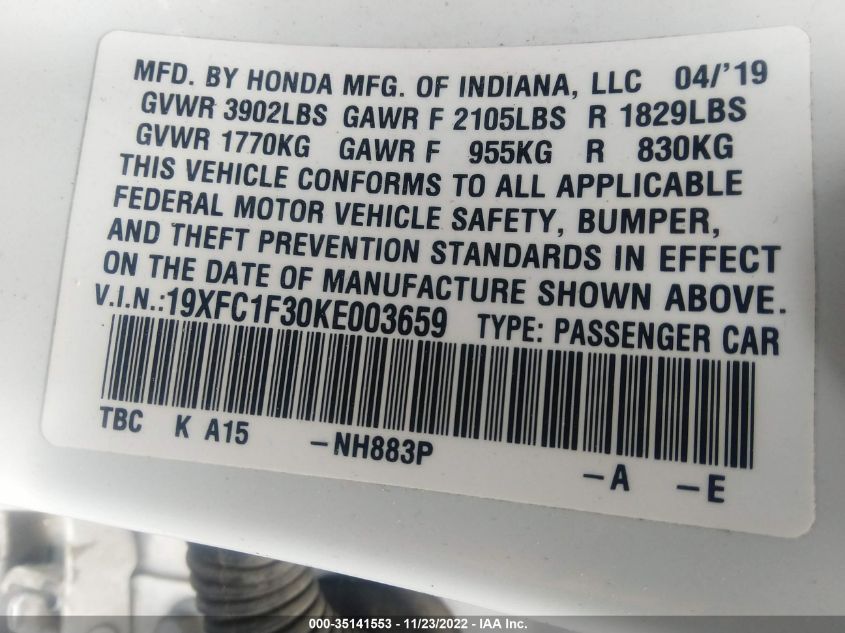 MFD. BY HONDA MFG. OF INDIANA, LLC 04/'19
GVWR 3902LBS GAWR F 2105LBS R 1829LBS
GVWR 1770KG GAWR F 955KG R 830KG
THIS VEHICLE CONFORMS TO ALL APPLICABLE
FEDERAL MOTOR VEHICLE SAFETY, BUMPER,
AND THEFT PREVENTION STANDARDS IN EFFECT
ON THE DATE OF MANUFACTURE SHOWN ABOVE.
V.I.N.:19XFC1F30KE003659 TYPE: PASSENGER CAR
TBC K A15 -NH883P -A -E
000-35141553 - 11/23/2022 - IAA Inc.